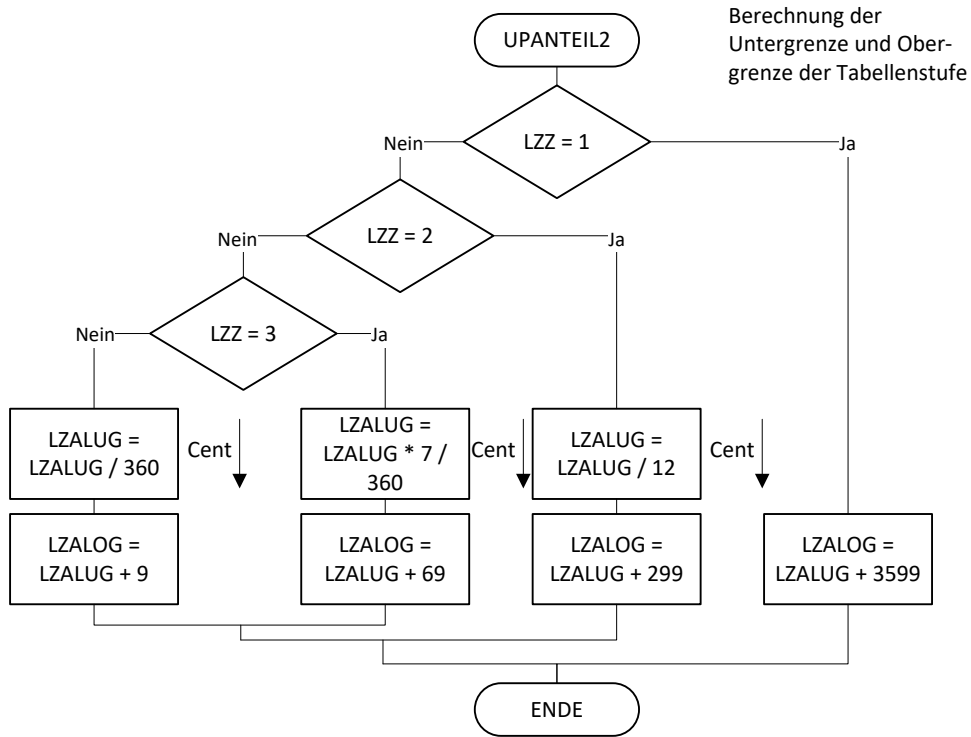 UPANTEIL2
Berechnung der
Untergrenze und Ober-
grenze der Tabellenstufe
LZZ = 1
Nein
Ja
LZZ = 2
Nein
Ja
LZZ = 3
Nein
Ja
LZALUG =
LZALUG / 360
Cent
LZALUG =
LZALUG * 7 /
360
Cent
LZALUG =
LZALUG / 12
Cent
LZALOG =
LZALUG + 9
LZALOG =
LZALUG + 69
LZALOG =
LZALUG + 299
LZALOG =
LZALUG + 3599
ENDE